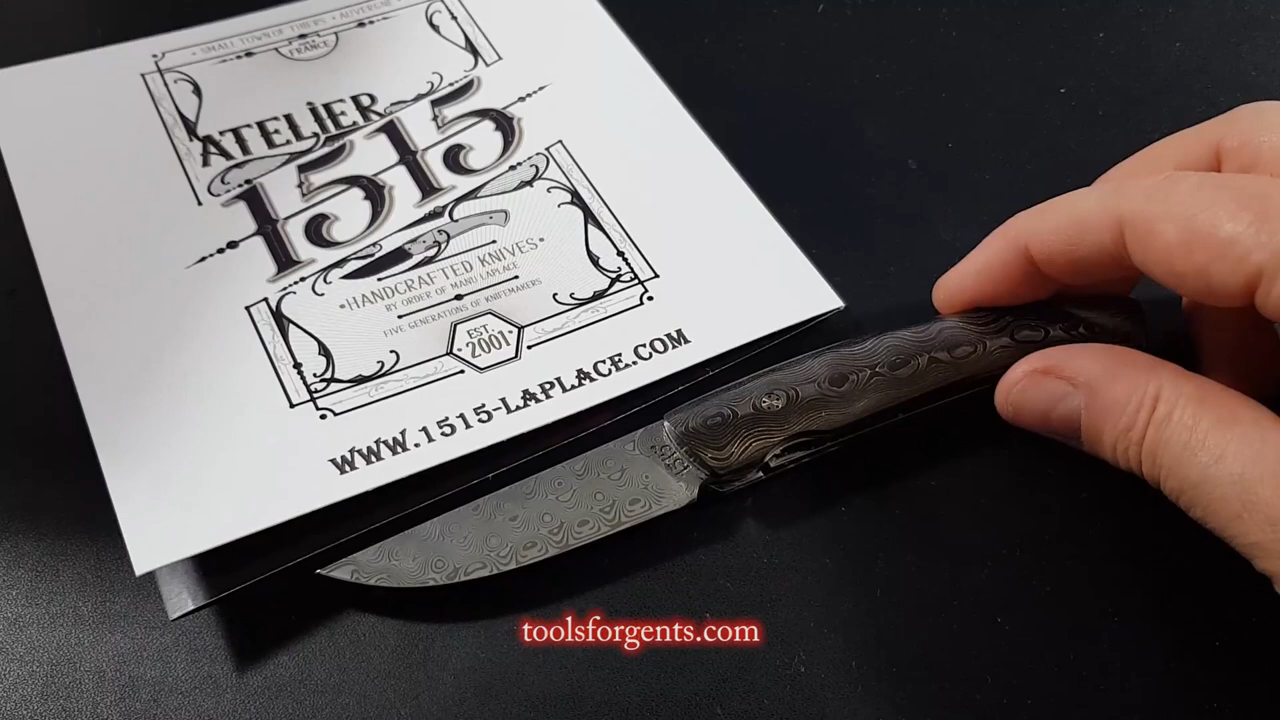 SMALL TOWN OF THIERS • AUVERGNE
FRANCE
ATELiER
1515
•HANDCRAFTED KNIVES•
BY ORDER OF MANU LAPLACE
FIVE GENERATIONS OF KNIFEMAKERS
EST.
2001
WWW.1515-LAPLACE.COM
1515
toolsforgents.com